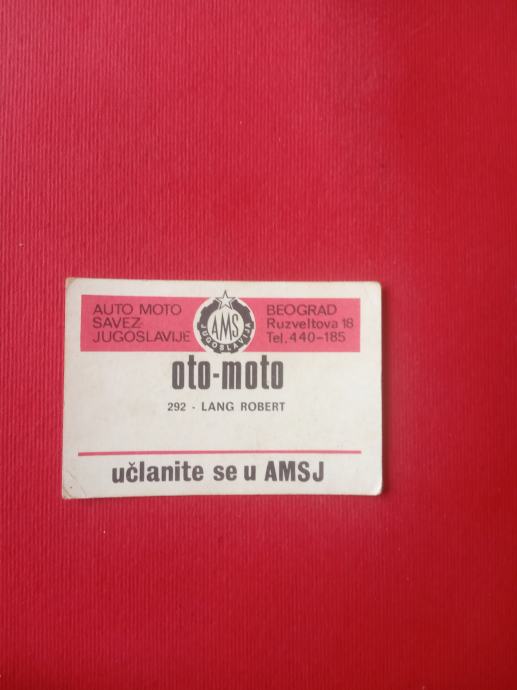 AUTO MOTO
SAVEZ
JUGOSLAVIJE
AMS
JUGOSLAVIJA
BEOGRAD
Ruzveltova 18
Tel. 440-185
oto-moto
292 - LANG ROBERT
učlanite se u AMSJ